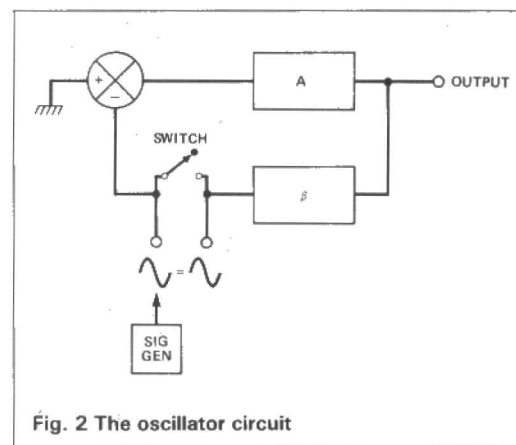 +
−
A
OUTPUT
SWITCH
β
=
SIG
GEN
Fig. 2 The oscillator circuit